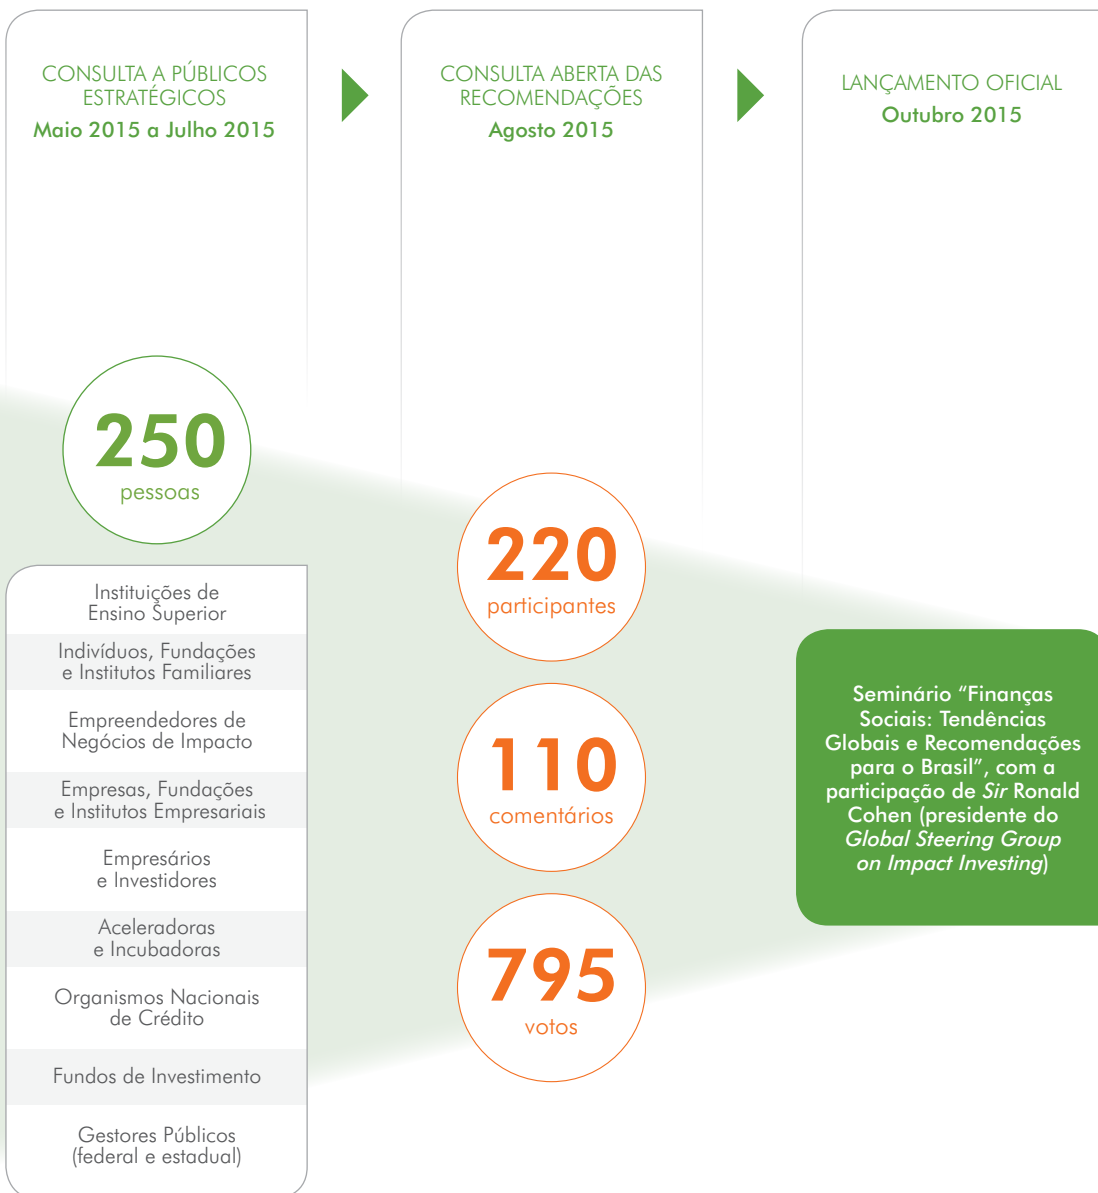 CONSULTA A PÚBLICOS
ESTRATÉGICOS
Maio 2015 a Julho 2015
250
pessoas
Instituições de
Ensino Superior
Indivíduos, Fundações
e Institutos Familiares
Empreendedores de
Negócios de Impacto
Empresas, Fundações
e Institutos Empresariais
Empresários
e Investidores
Aceleradoras
e Incubadoras
Organismos Nacionais
de Crédito
Fundos de Investimento
Gestores Públicos
(federal e estadual)
CONSULTA ABERTA DAS
RECOMENDAÇÕES
Agosto 2015
220
participantes
110
comentários
795
votos
LANÇAMENTO OFICIAL
Outubro 2015
Seminário “Finanças
Sociais: Tendências
Globais e Recomendações
para o Brasil”, com a
participação de Sir Ronald
Cohen (presidente do
Global Steering Group
on Impact Investing)